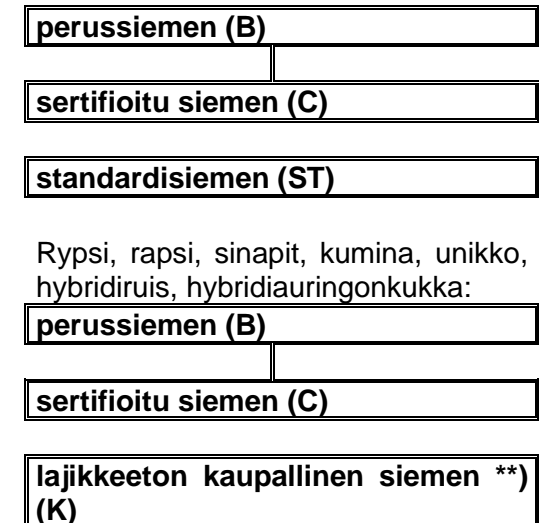 perussiemen (B)
sertifioitu siemen (C)
standardisiemen (ST)
Rypsi, rapsi, sinapit, kumina, unikko,
hybridiruis, hybridiauringonkukka:
perussiemen (B)
sertifioitu siemen (C)
lajikkeeton kaupallinen siemen **)
(K)